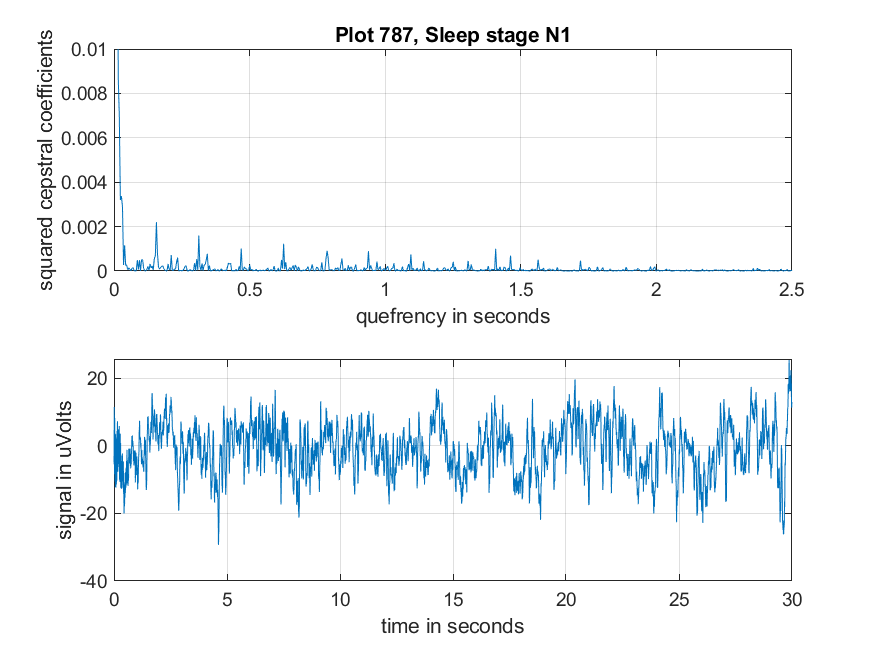 Plot 787, Sleep stage N1
squared cepstral coefficients
0.01
0.008
0.006
0.004
0.002
0
0 0.5 1 1.5 2 2.5
quefrency in seconds
signal in uVolts
20
0
-20
-40
0 5 10 15 20 25 30
time in seconds